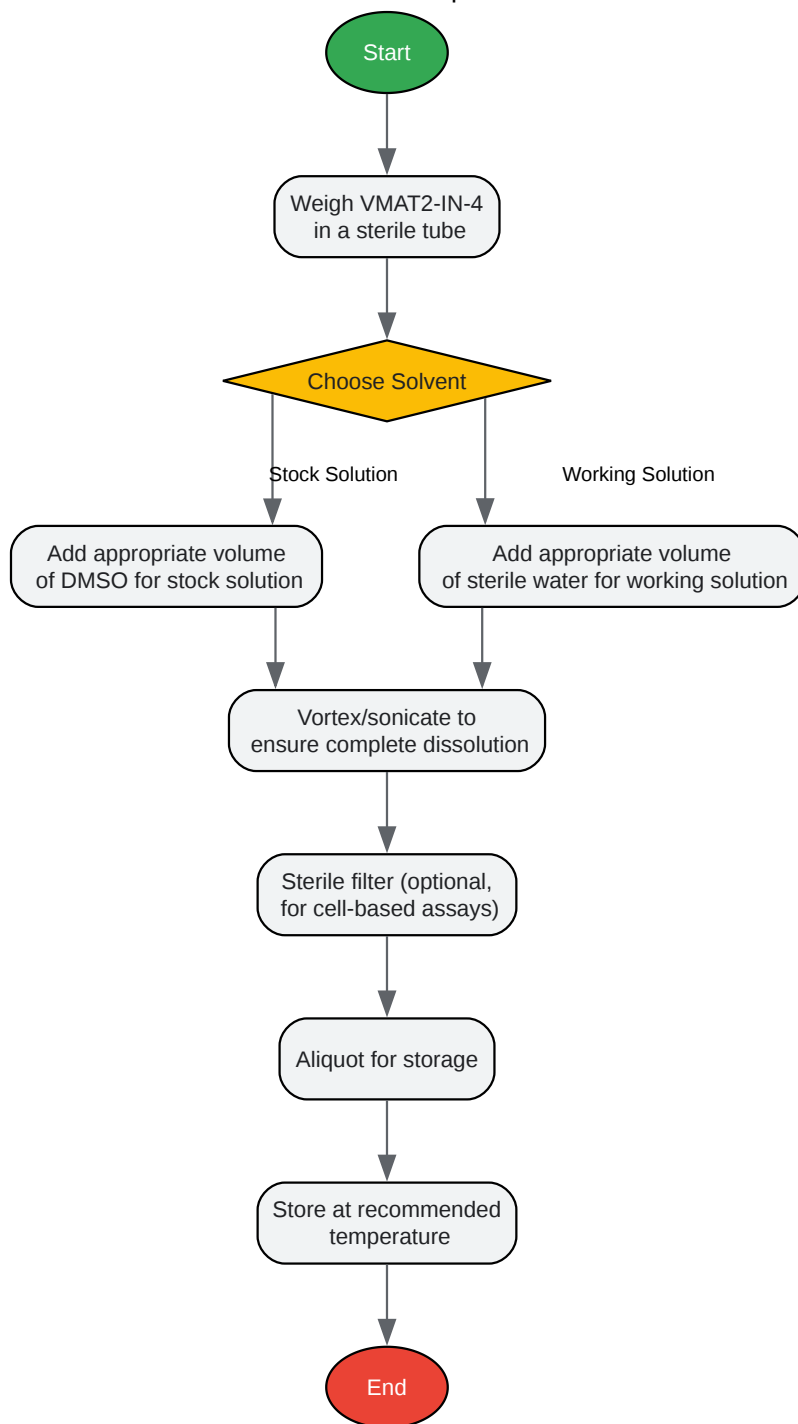 Start
Weigh VMAT2-IN-4
in a sterile tube
Choose Solvent
Stock Solution
Working Solution
Add appropriate volume
of DMSO for stock solution
Add appropriate volume
of sterile water for working solution
Vortex/sonicate to
ensure complete dissolution
Sterile filter (optional,
for cell-based assays)
Aliquot for storage
Store at recommended
temperature
End